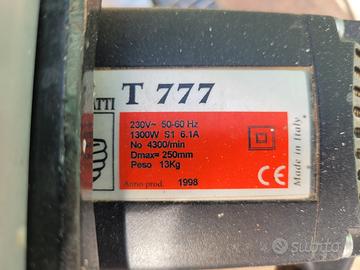 ATTI T 777
230V~ 50-60 Hz
1300W S1 6.1A
No 4300/min
Dmax= 250mm
Peso 13Kg
Anno prod. 1998
Made in Italy
CE
subito